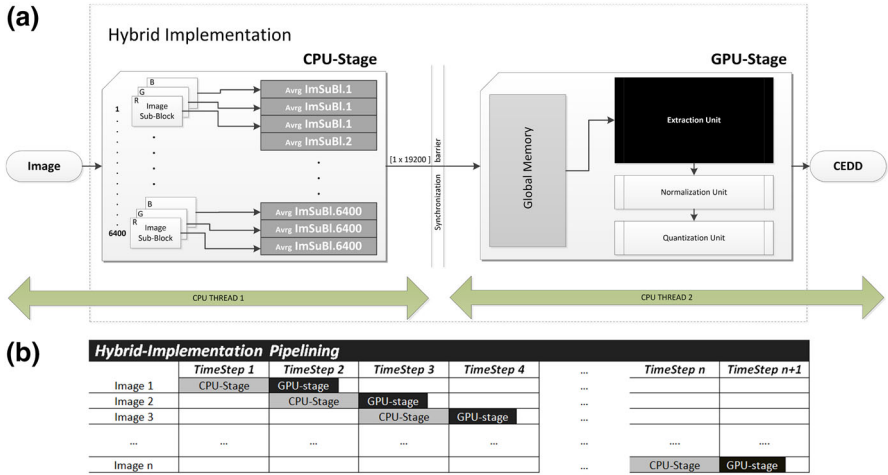 (a)
Hybrid Implementation
CPU-Stage
GPU-Stage
B
G
R
Image
Sub-Block
1
Avrg ImSuBl.1
Avrg ImSuBl.1
Avrg ImSuBl.1
Avrg ImSuBl.2
Image
[1 x 19200 ]
Synchronization barrier
Global Memory
Extraction Unit
Normalization Unit
Quantization Unit
CEDD
B
G
R
Image
Sub-Block
6400
Avrg ImSuBl.6400
Avrg ImSuBl.6400
Avrg ImSuBl.6400
CPU THREAD 1
CPU THREAD 2
(b)
Hybrid-Implementation Pipelining
TimeStep 1 TimeStep 2 TimeStep 3 TimeStep 4 ... TimeStep n TimeStep n+1
Image 1 CPU-Stage GPU-stage ...
Image 2 CPU-Stage GPU-stage ...
Image 3 CPU-Stage GPU-stage ...
... ... ... ... ... ... .... ....
Image n ... CPU-Stage GPU-stage